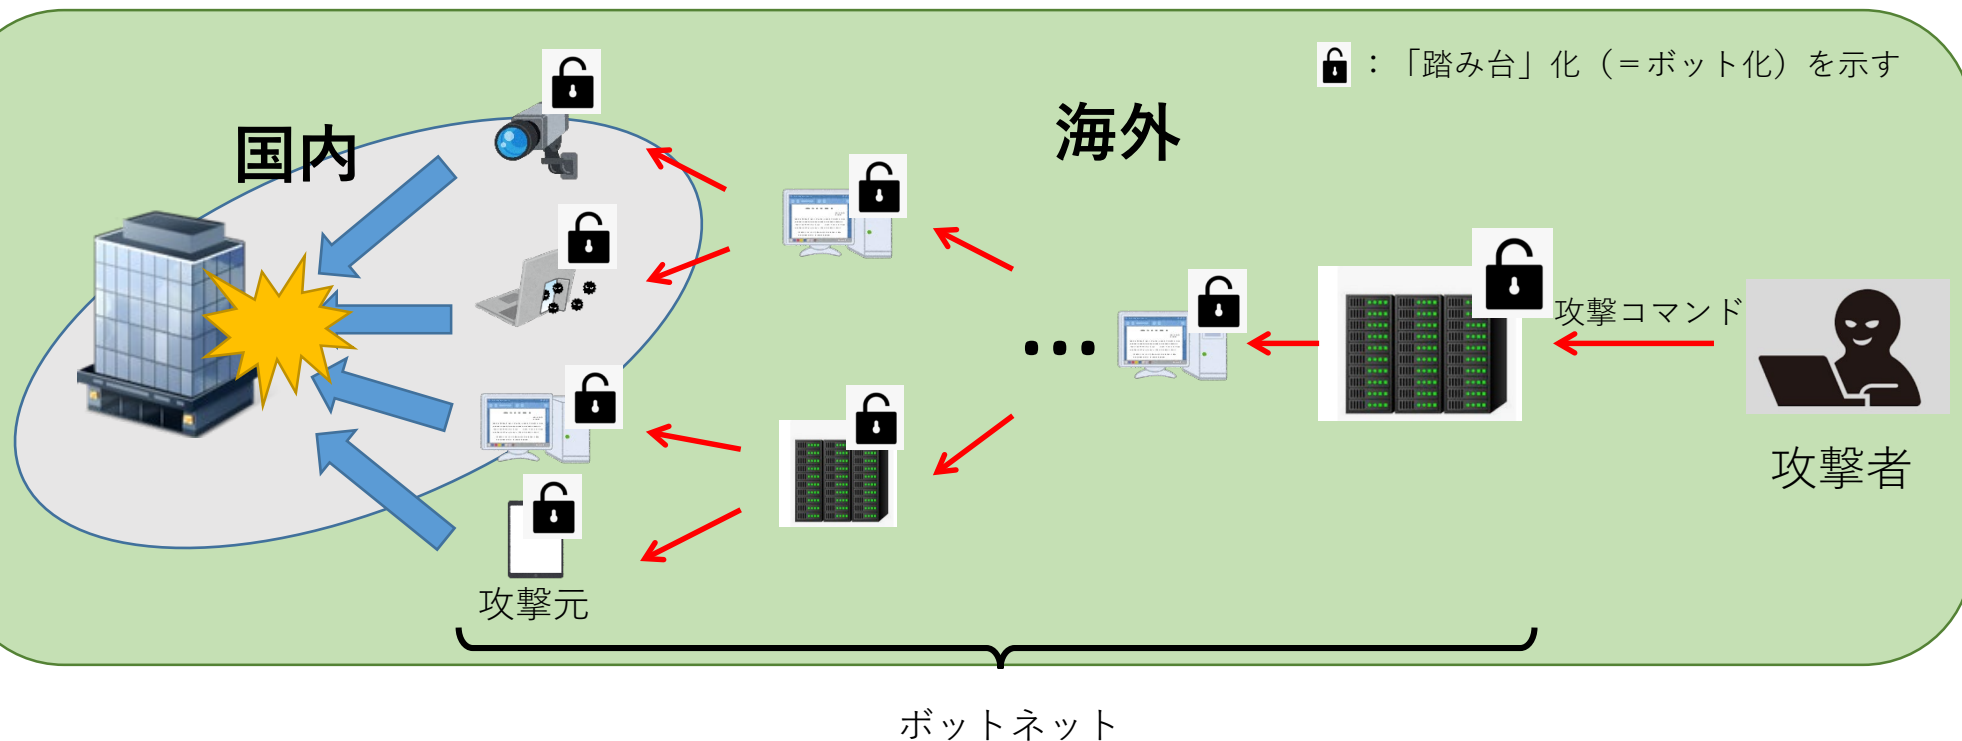 ：「踏み台」化（＝ボット化）を示す
国内
海外
攻撃コマンド
攻撃者
攻撃元
ボットネット